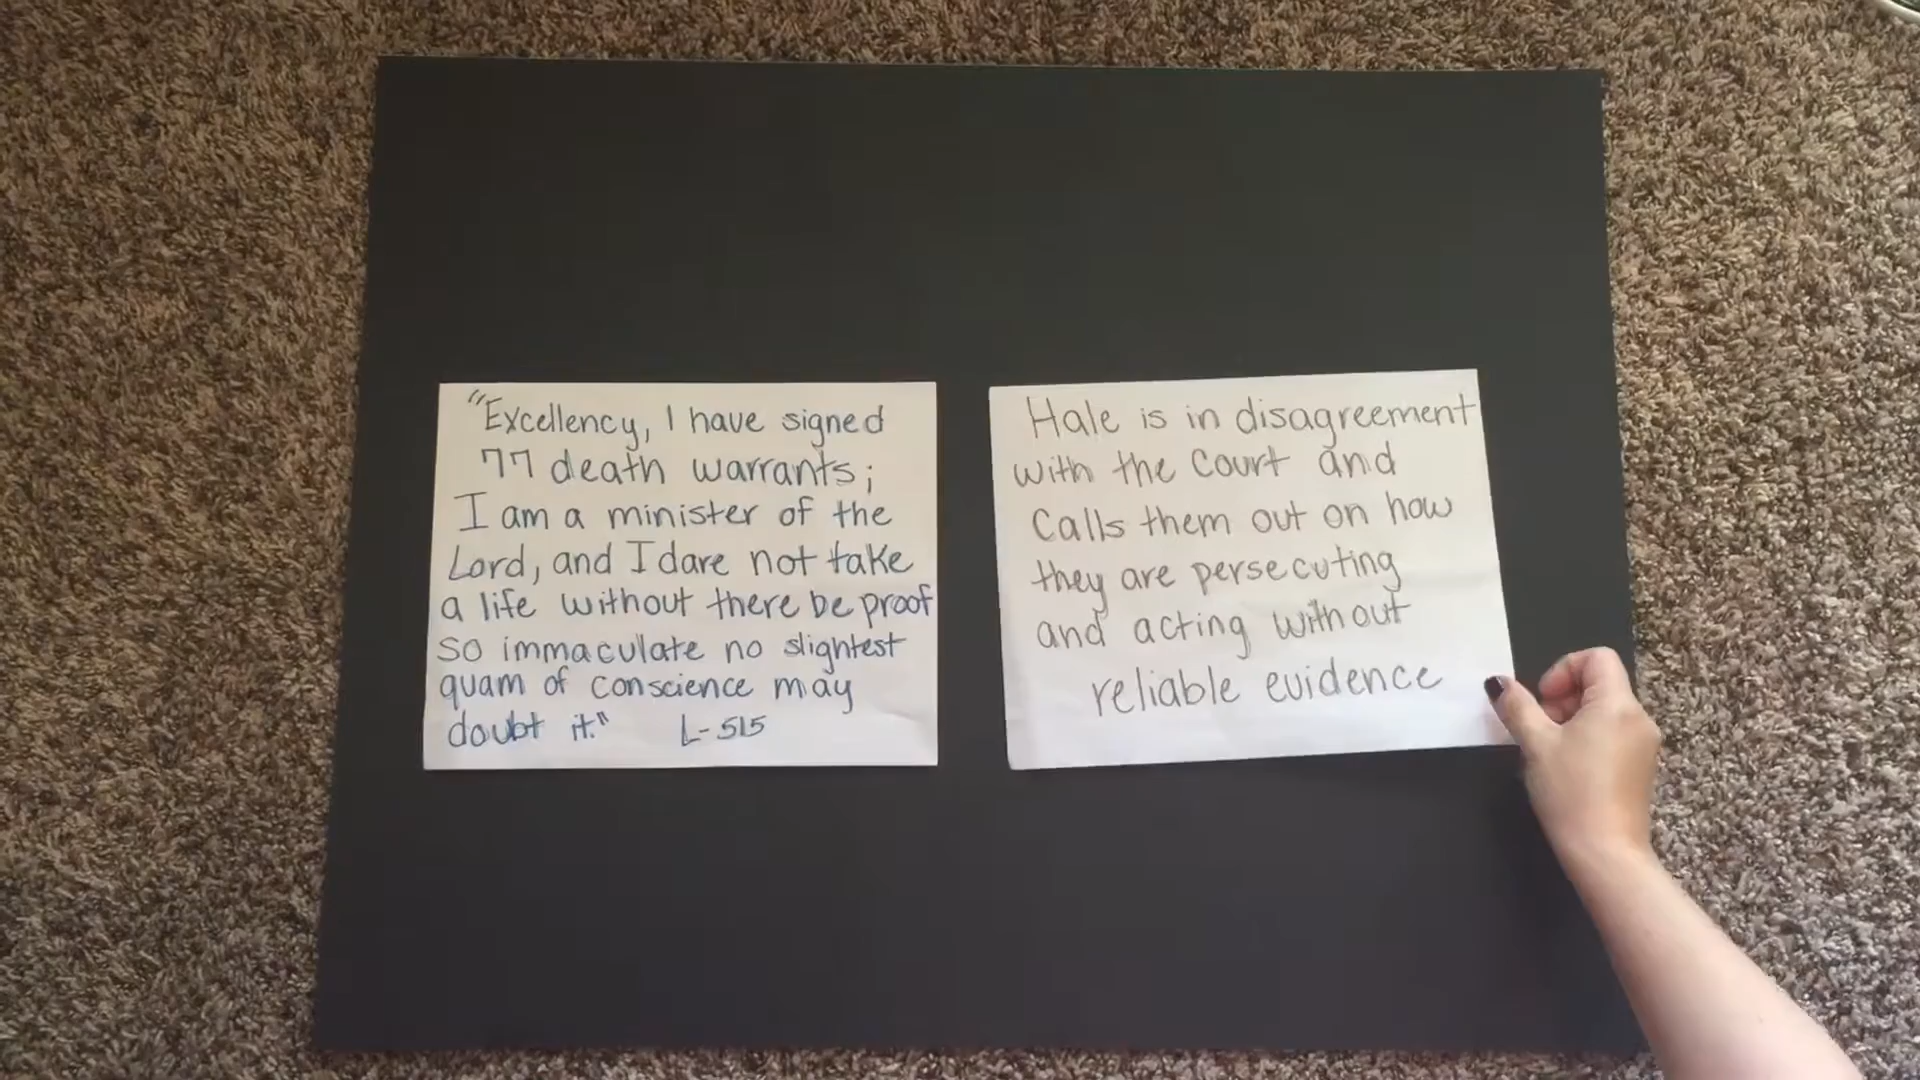 "Excellency, I have signed
77 death warrants;
I am a minister of the
Lord, and I dare not take
a life without there be proof
so immaculate no slightest
quam of conscience may
doubt it." L-515
Hale is in disagreement
with the Court and
Calls them out on how
they are persecuting
and acting without
reliable evidence